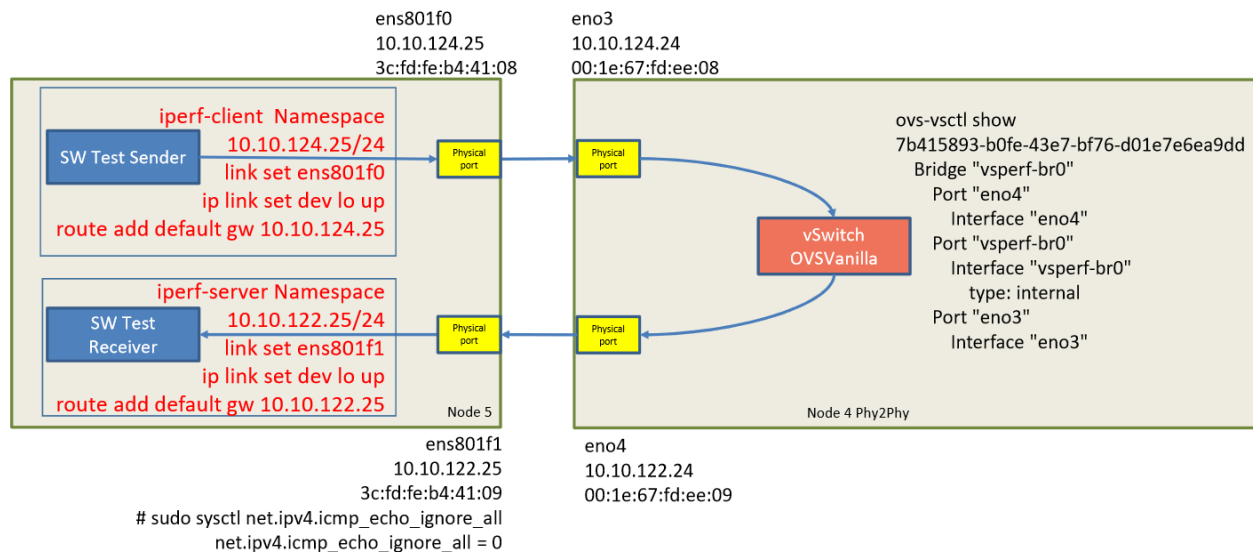 ens801f0
10.10.124.25
3c:fd:fe:b4:41:08
eno3
10.10.124.24
00:1e:67:fd:ee:08
iperf-client  Namespace
10.10.124.25/24
link set ens801f0
ip link set dev lo up
route add default gw 10.10.124.25
SW Test Sender
Physical
port
Physical
port
vSwitch
OVSVanilla
ovs-vsctl show
7b415893-b0fe-43e7-bf76-d01e7e6ea9dd
Bridge "vsperf-br0"
Port "eno4"
Interface "eno4"
Port "vsperf-br0"
Interface "vsperf-br0"
type: internal
Port "eno3"
Interface "eno3"
iperf-server Namespace
10.10.122.25/24
link set ens801f1
ip link set dev lo up
route add default gw 10.10.122.25
SW Test
Receiver
Physical
port
Physical
port
Node 5
Node 4 Phy2Phy
ens801f1
10.10.122.25
3c:fd:fe:b4:41:09
# sudo sysctl net.ipv4.icmp_echo_ignore_all
net.ipv4.icmp_echo_ignore_all = 0
eno4
10.10.122.24
00:1e:67:fd:ee:09